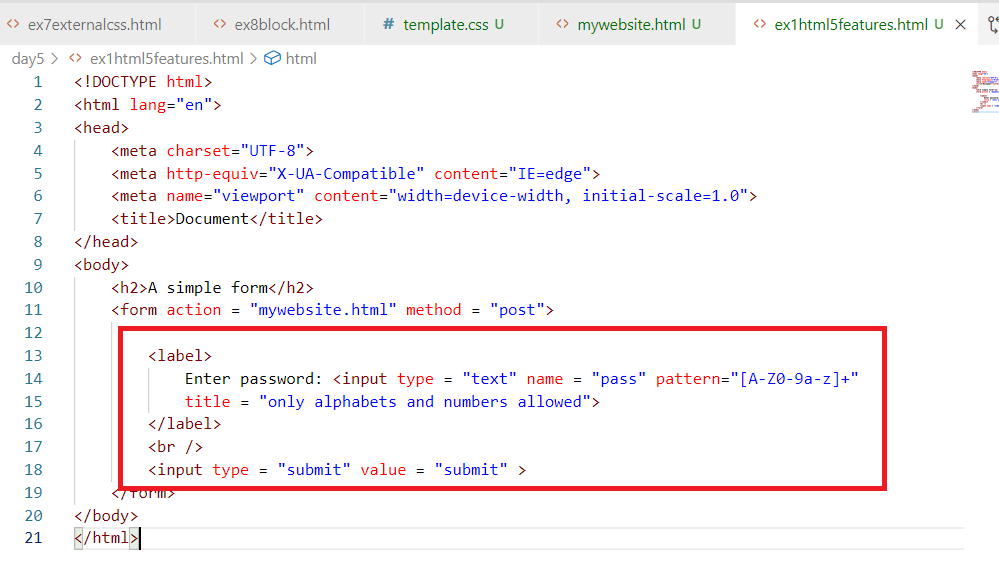 ex7externalcss.html ex8block.html # template.css U mywebsite.html U ex1html5features.html U
day5 > ex1html5features.html > html
1 <!DOCTYPE html>
2 <html lang="en">
3 <head>
4 <meta charset="UTF-8">
5 <meta http-equiv="X-UA-Compatible" content="IE=edge">
6 <meta name="viewport" content="width=device-width, initial-scale=1.0">
7 <title>Document</title>
8 </head>
9 <body>
10 <h2>A simple form</h2>
11 <form action = "mywebsite.html" method = "post">
12
13 <label>
14 Enter password: <input type = "text" name = "pass" pattern="[A-Z0-9a-z]+"
15 title = "only alphabets and numbers allowed">
16 </label>
17 <br />
18 <input type = "submit" value = "submit" >
19 </form>
20 </body>
21 </html>